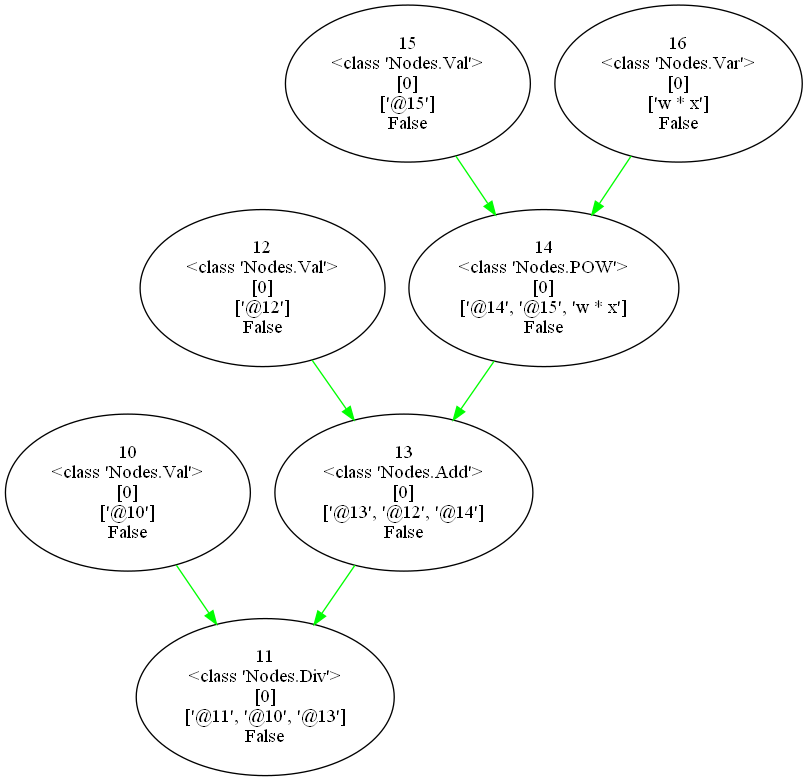 15
<class 'Nodes.Val'>
[0]
['@15']
False
16
<class 'Nodes.Var'>
[0]
['w * x']
False
12
<class 'Nodes.Val'>
[0]
['@12']
False
14
<class 'Nodes.POW'>
[0]
['@14', '@15', 'w * x']
False
10
<class 'Nodes.Val'>
[0]
['@10']
False
13
<class 'Nodes.Add'>
[0]
['@13', '@12', '@14']
False
11
<class 'Nodes.Div'>
[0]
['@11', '@10', '@13']
False